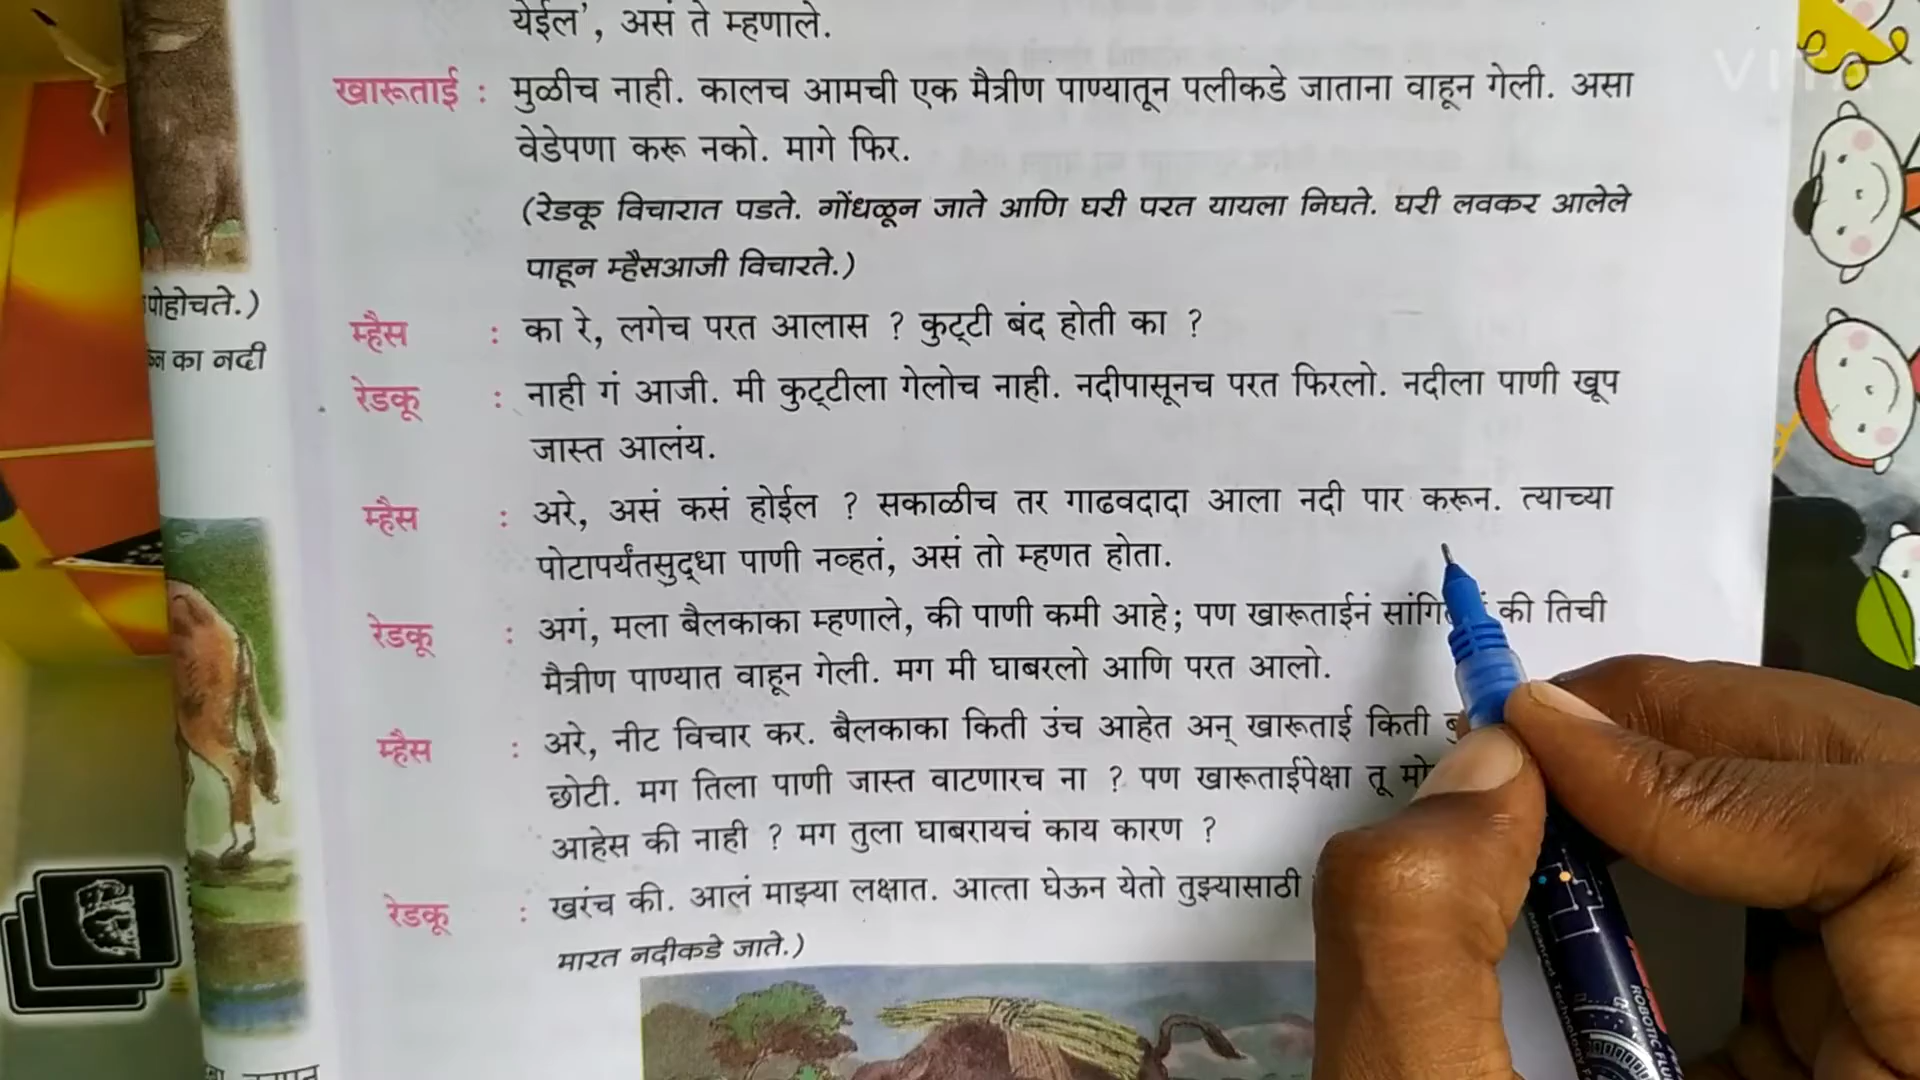 येईल', असं ते म्हणाले.
खारूताई : मुळीच नाही. कालच आमची एक मैत्रीण पाण्यातून पलीकडे जाताना वाहून गेली. असा
वेडेपणा करू नको. मागे फिर.
(रेडकू विचारात पडते. गोंधळून जाते आणि घरी परत यायला निघते. घरी लवकर आलेले
पाहून म्हैसआजी विचारते.)
म्हैस : का रे, लगेच परत आलास ? कुट्टी बंद होती का ?
रेडकू : नाही गं आजी. मी कुट्टीला गेलोच नाही. नदीपासूनच परत फिरलो. नदीला पाणी खूप
जास्त आलंय.
म्हैस : अरे, असं कसं होईल ? सकाळीच तर गाढवदादा आला नदी पार करून. त्याच्या
पोटापर्यंतसुद्धा पाणी नव्हतं, असं तो म्हणत होता.
रेडकू : अगं, मला बैलकाका म्हणाले, की पाणी कमी आहे; पण खारूताईनं की तिची
मैत्रीण पाण्यात वाहून गेली. मग मी घाबरलो आणि परत आलो.
म्हैस : अरे, नीट विचार कर. बैलकाका किती उंच आहेत अन् खारूताई किती
छोटी. मग तिला पाणी जास्त वाटणारच ना ? पण खारूताईपेक्षा तू
आहेस की नाही ? मग तुला घाबरायचं काय कारण ?
रेडकू : खरंच की. आलं माझ्या लक्षात. आत्ता घेऊन येतो तुझ्यासाठी
मारत नदीकडे जाते.)
पोहोचते.)
का नदी
Advanced Technology
ROBOTIC